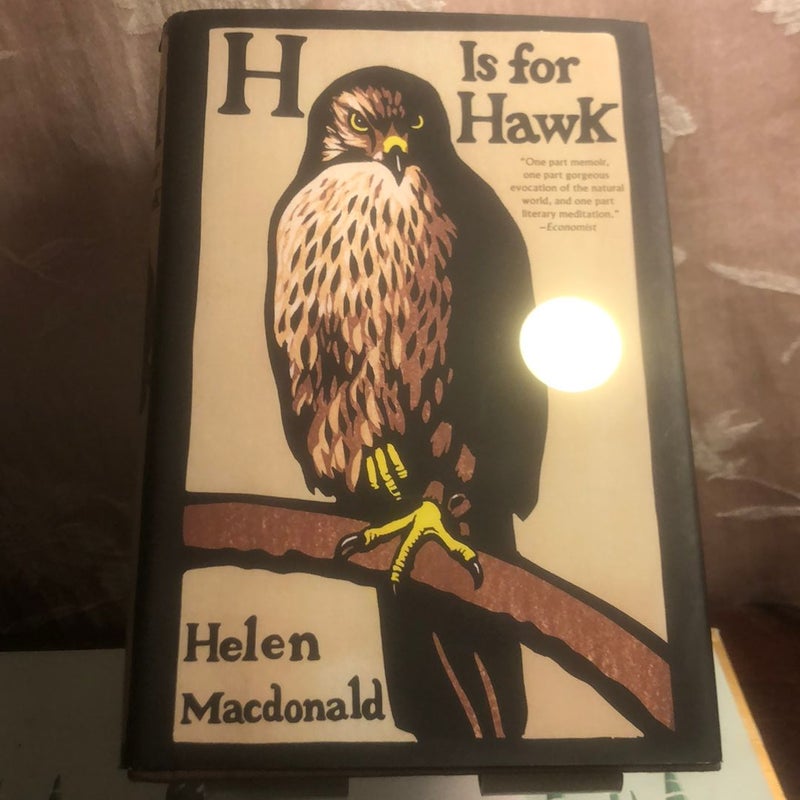 H Is for
Hawk
"One part memoir,
one part gorgeous
evocation of the natural
world, and one part
literary meditation."
—Economist
Helen
Macdonald